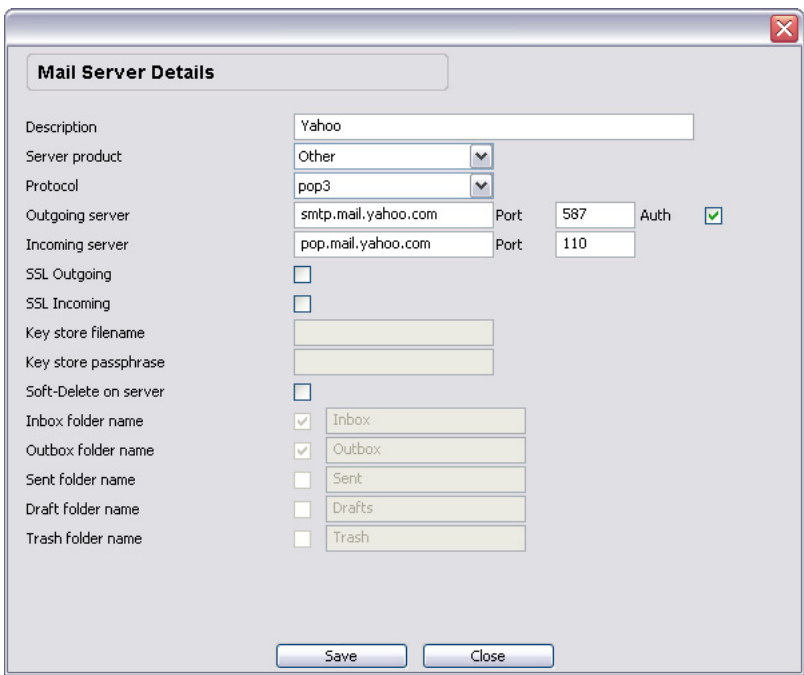 Mail Server Details
Description Yahoo
Server product Other
Protocol pop3
Outgoing server smtp.mail.yahoo.com Port 587 Auth
Incoming server pop.mail.yahoo.com Port 110
SSL Outgoing
SSL Incoming
Key store filename
Key store passphrase
Soft-Delete on server
Inbox folder name Inbox
Outbox folder name Outbox
Sent folder name Sent
Draft folder name Drafts
Trash folder name Trash
Save Close